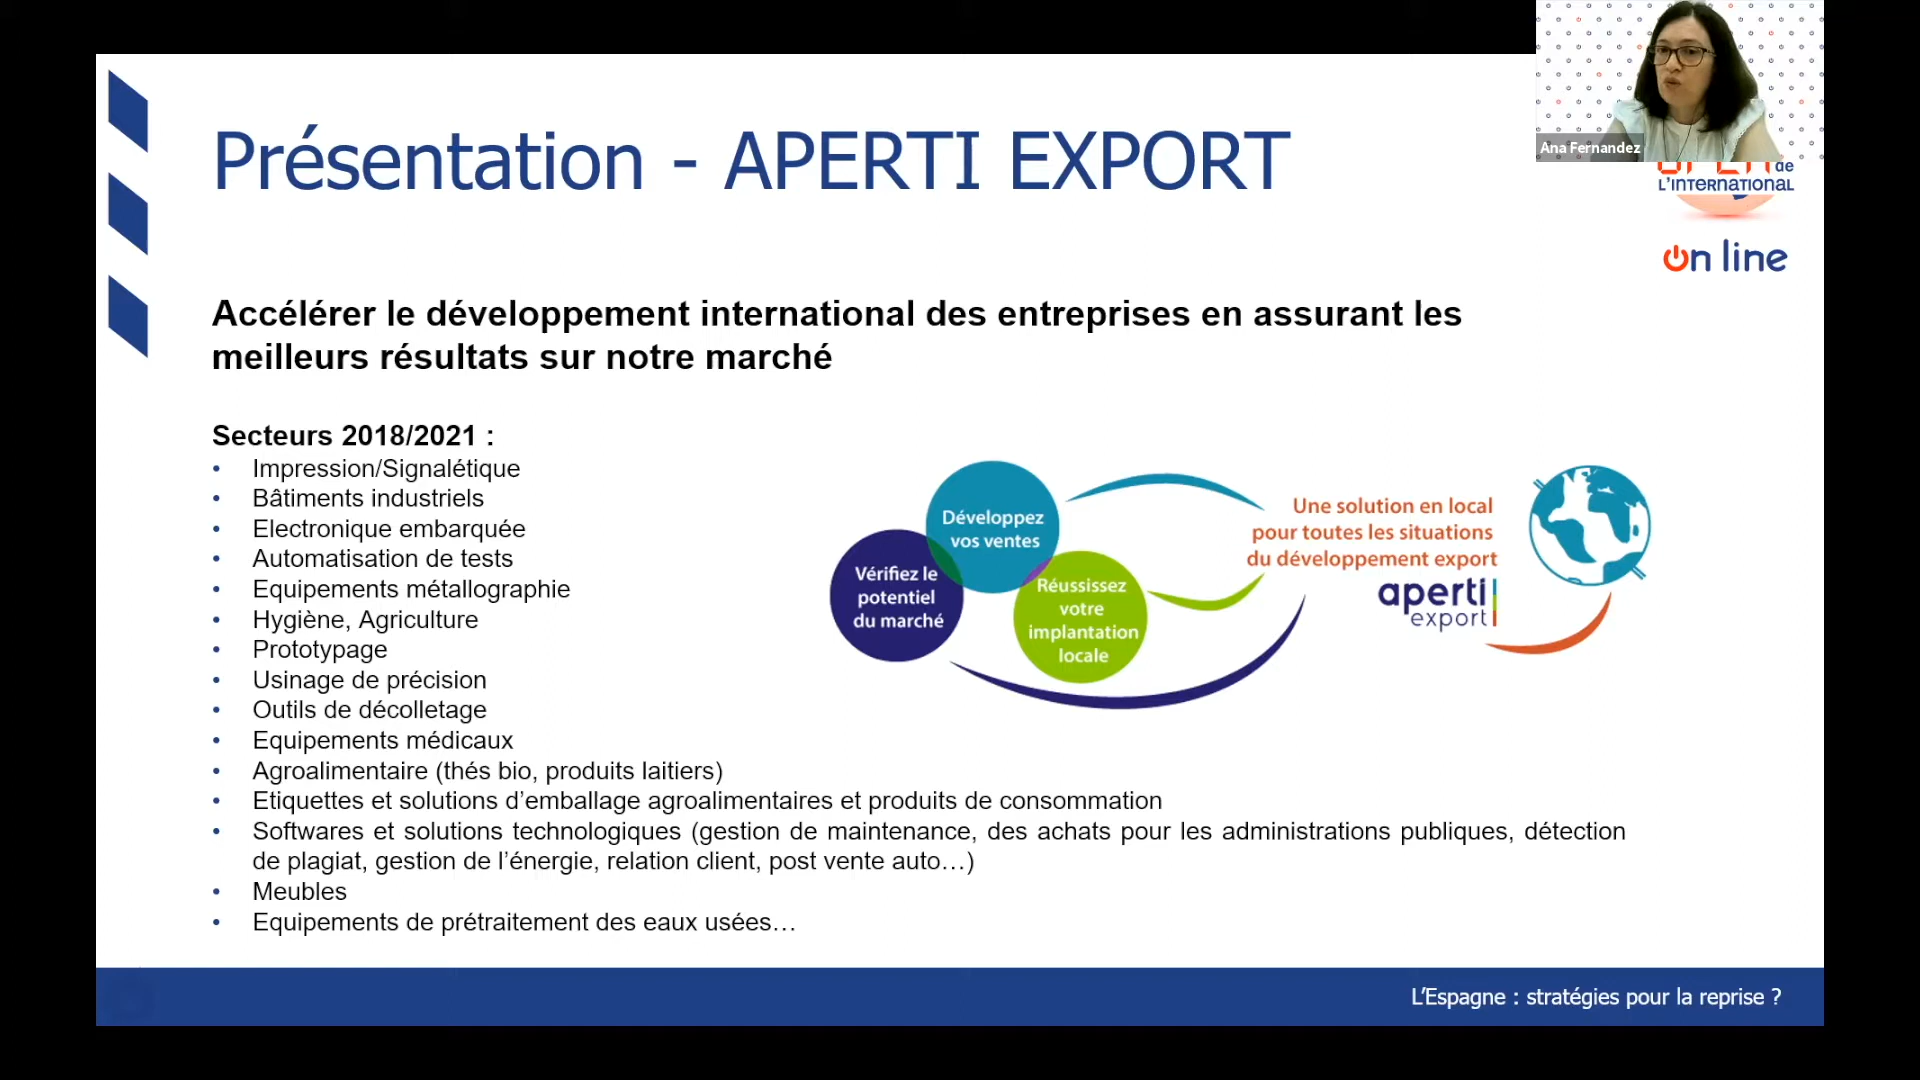 Ana Fernandez
Présentation - APERTI EXPORT
OPEN de
L'INTERNATIONAL
on line
Accélérer le développement international des entreprises en assurant les
meilleurs résultats sur notre marché
Secteurs 2018/2021 :
• Impression/Signalétique
• Bâtiments industriels
• Electronique embarquée
• Automatisation de tests
• Equipements métallographie
• Hygiène, Agriculture
• Prototypage
• Usinage de précision
• Outils de décolletage
• Equipements médicaux
• Agroalimentaire (thés bio, produits laitiers)
• Etiquettes et solutions d’emballage agroalimentaires et produits de consommation
• Softwares et solutions technologiques (gestion de maintenance, des achats pour les administrations publiques, détection
de plagiat, gestion de l’énergie, relation client, post vente auto…)
• Meubles
• Equipements de prétraitement des eaux usées…
Développez
vos ventes
Vérifiez le
potentiel
du marché
Réussissez
votre
implantation
locale
Une solution en local
pour toutes les situations
du développement export
aperti
export
L’Espagne : stratégies pour la reprise ?